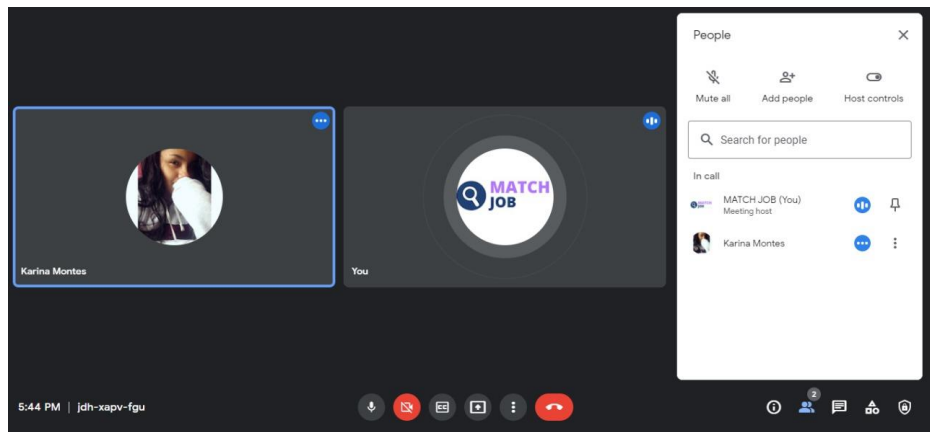 People
Mute all
Add people
Host controls
Search for people
In call
MATCH JOB (You)
Meeting host
Karina Montes
Karina Montes
MATCH
JOB
You
5:44 PM | jdh-xapv-fgu
CC
2